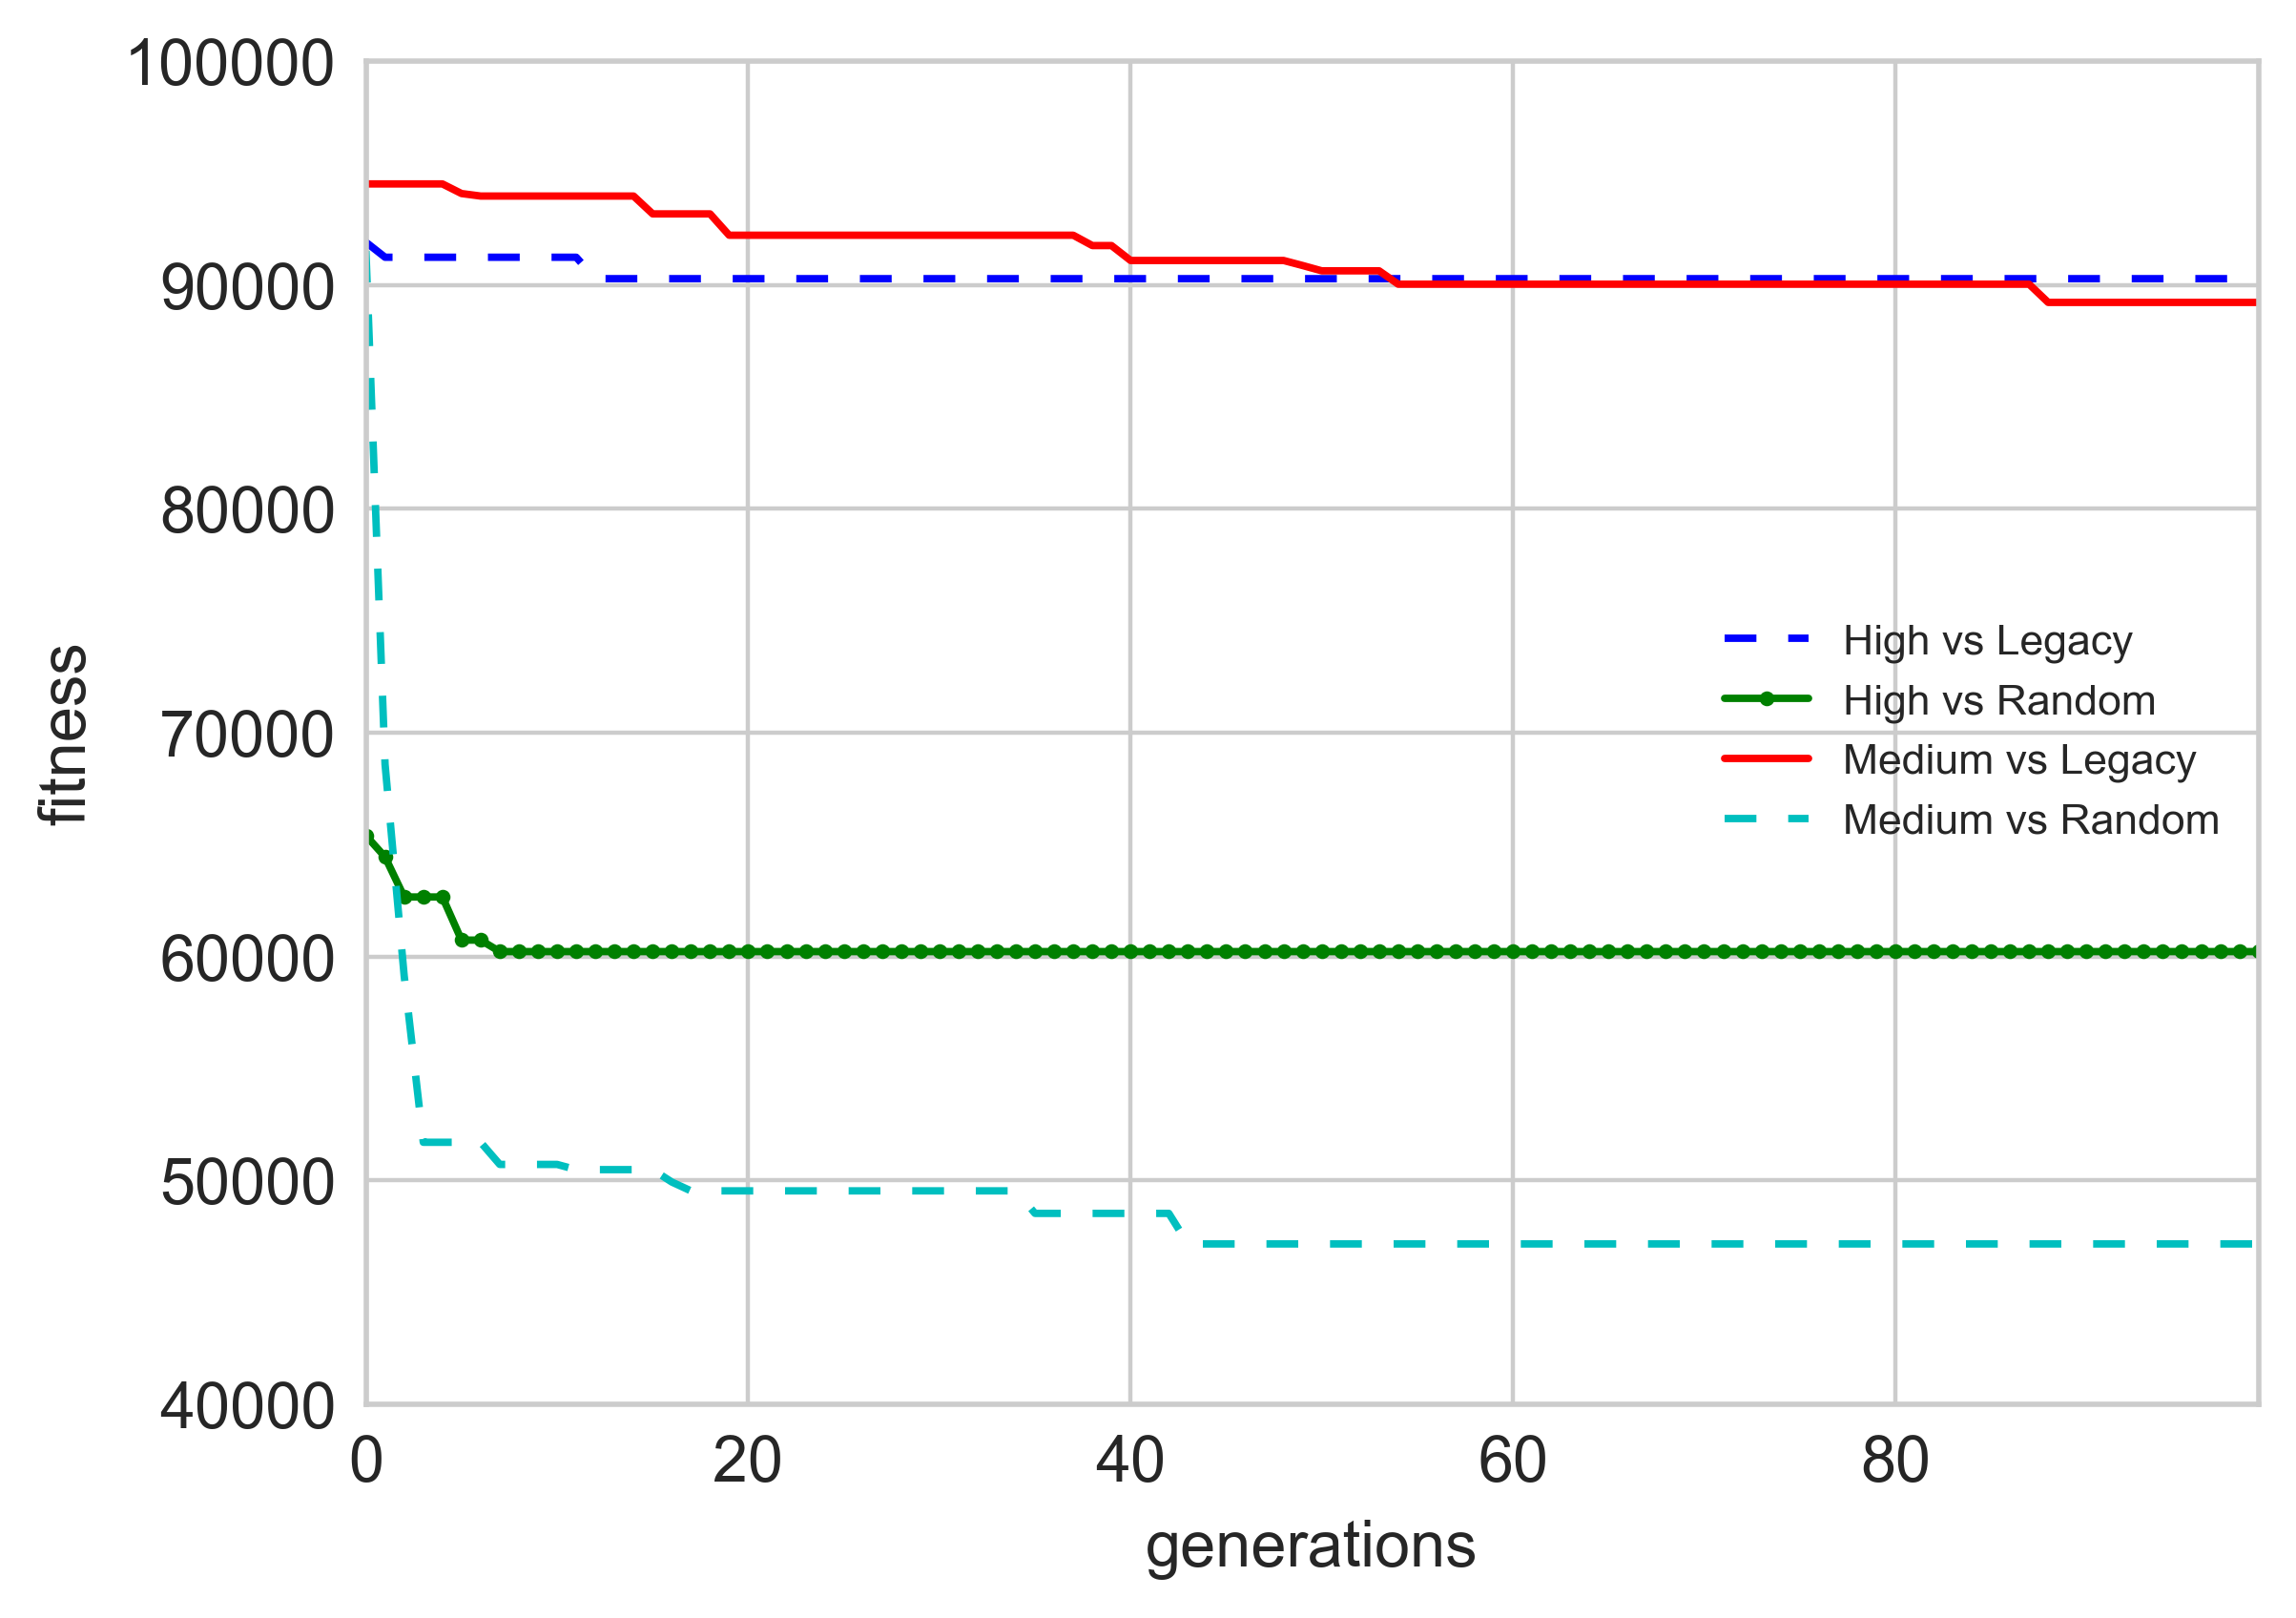 100000
90000
80000
70000
60000
50000
40000
fitness
0 20 40 60 80
generations
High vs Legacy
High vs Random
Medium vs Legacy
Medium vs Random